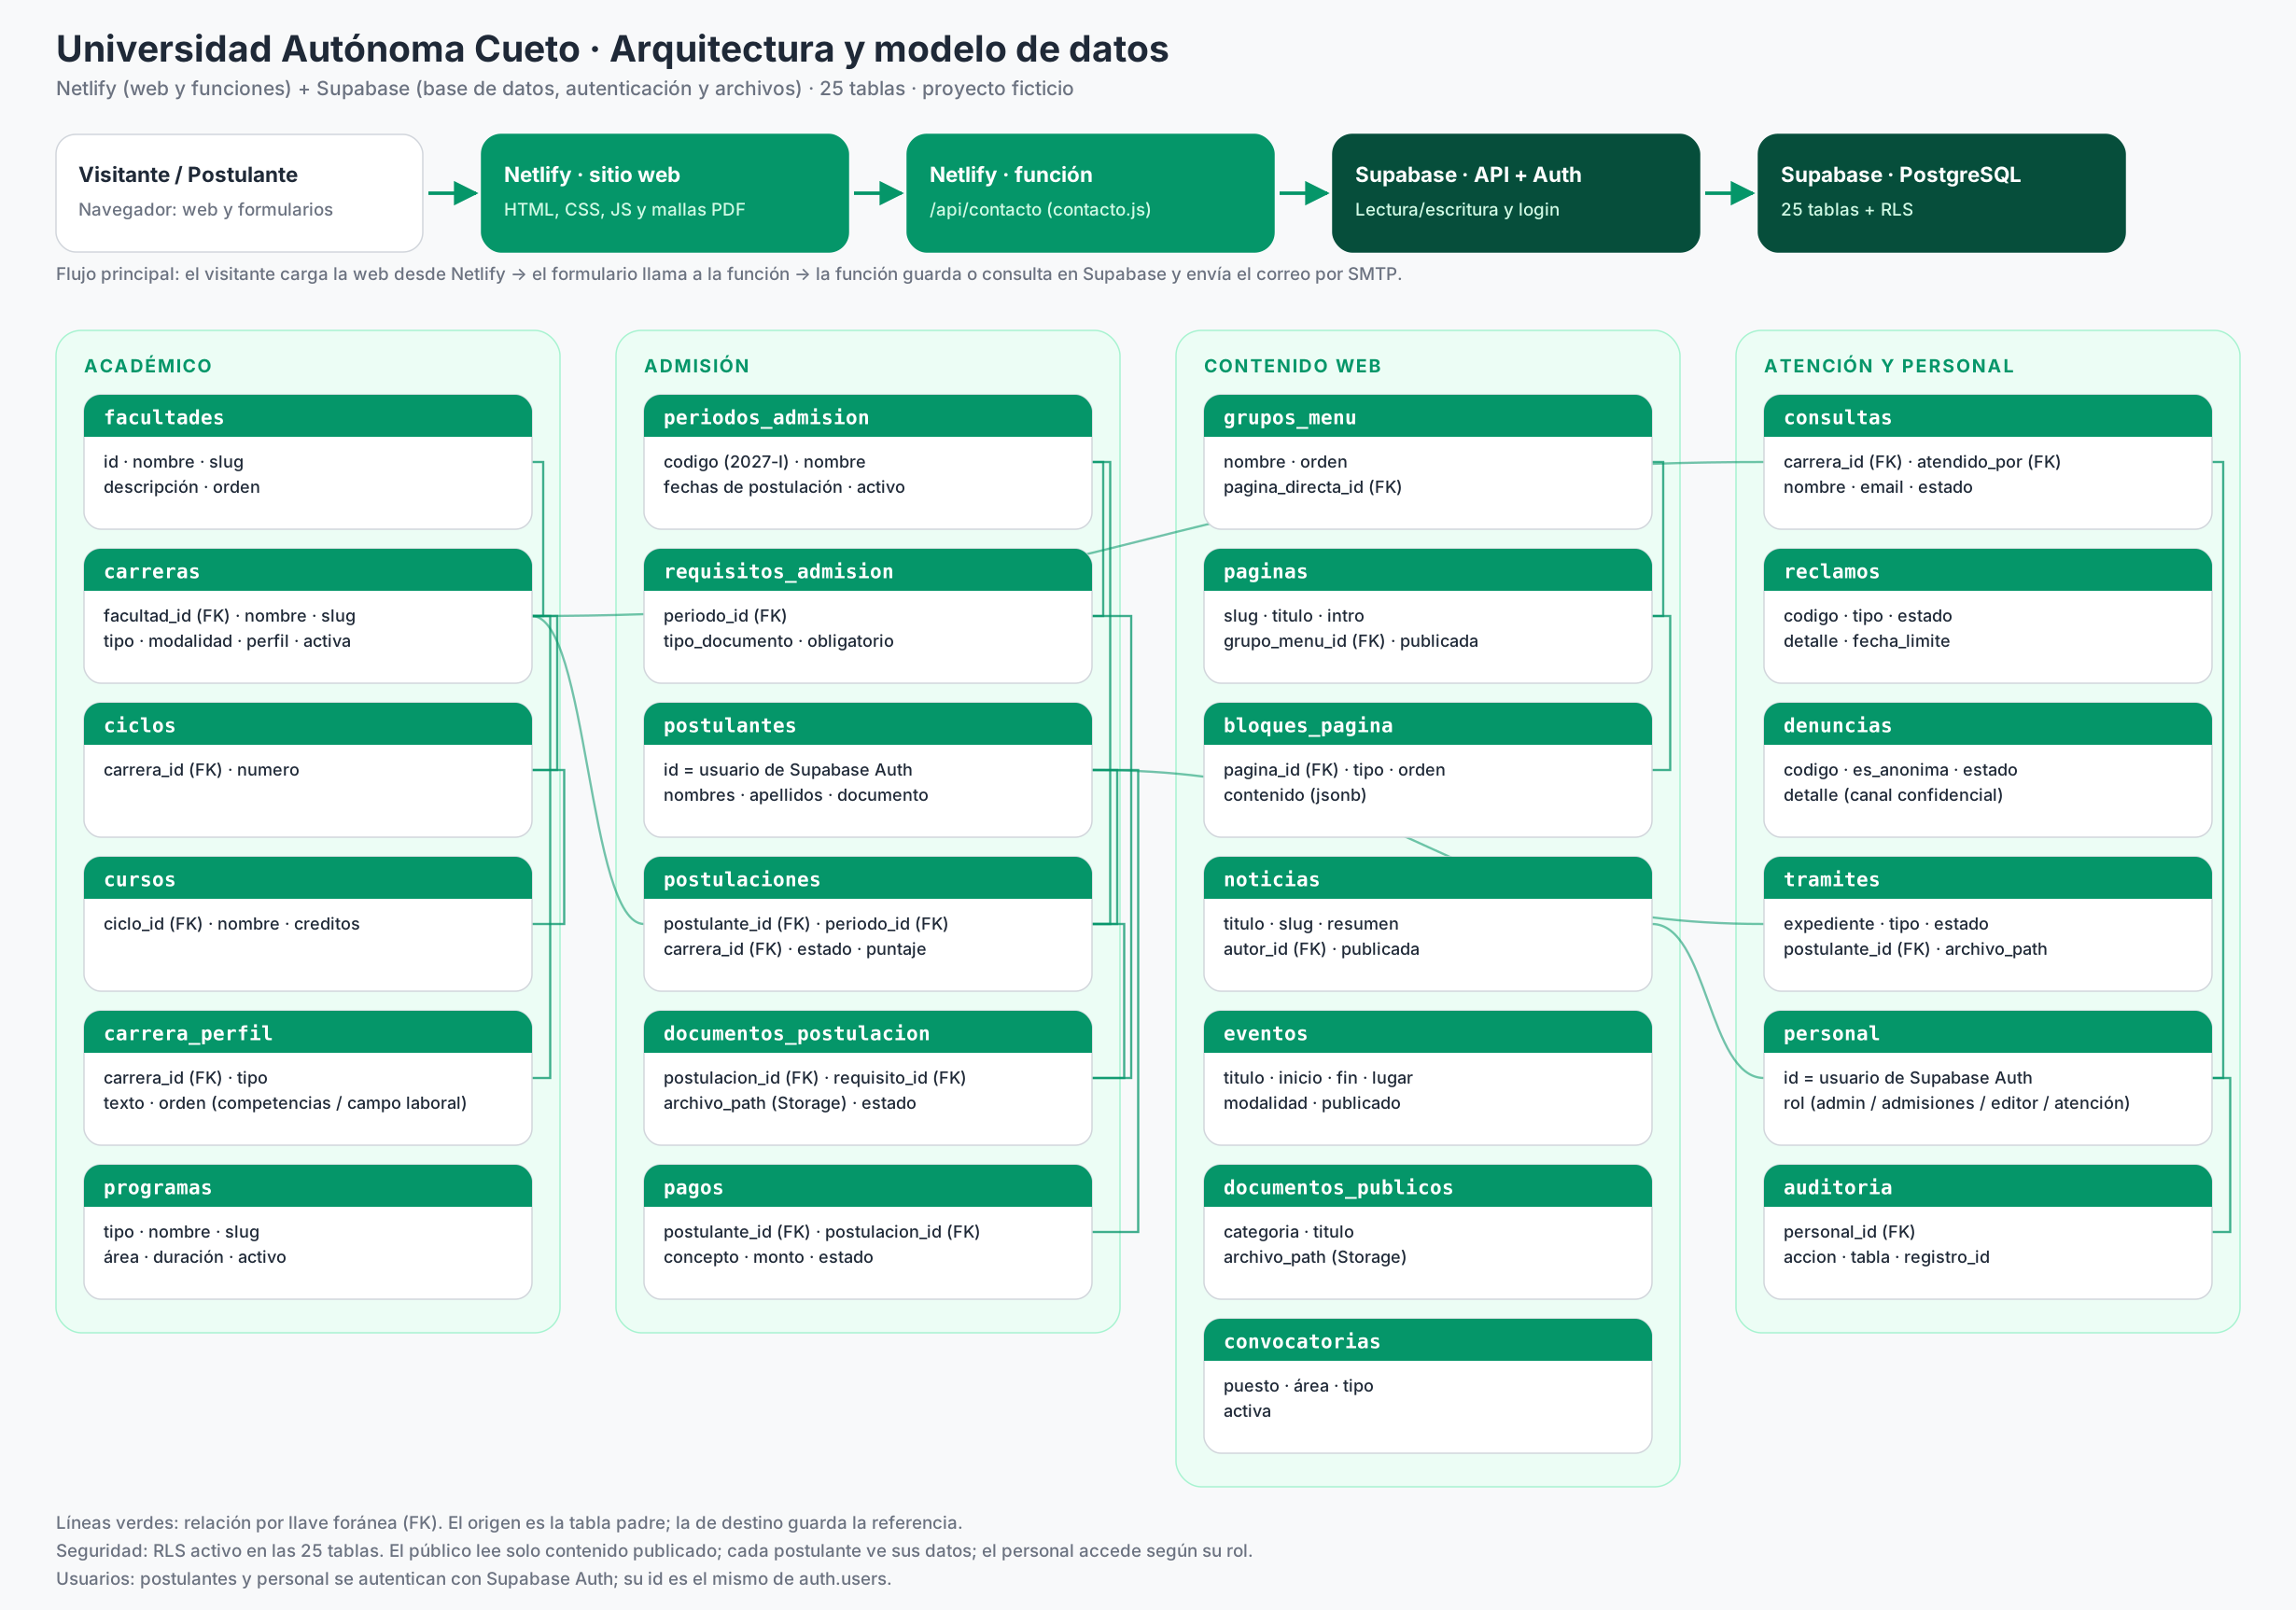 Universidad Autónoma Cueto · Arquitectura y modelo de datos
Netlify (web y funciones) + Supabase (base de datos, autenticación y archivos) · 25 tablas · proyecto ficticio
Visitante / Postulante
Navegador: web y formularios
Netlify · sitio web
HTML, CSS, JS y mallas PDF
Netlify · función
/api/contacto (contacto.js)
Supabase · API + Auth
Lectura/escritura y login
Supabase · PostgreSQL
25 tablas + RLS
Flujo principal: el visitante carga la web desde Netlify → el formulario llama a la función → la función guarda o consulta en Supabase y envía el correo por SMTP.
ACADÉMICO
facultades
id · nombre · slug
descripción · orden
carreras
facultad_id (FK) · nombre · slug
tipo · modalidad · perfil · activa
ciclos
carrera_id (FK) · numero
cursos
ciclo_id (FK) · nombre · creditos
carrera_perfil
carrera_id (FK) · tipo
texto · orden (competencias / campo laboral)
programas
tipo · nombre · slug
área · duración · activo
ADMISIÓN
periodos_admision
codigo (2027-I) · nombre
fechas de postulación · activo
requisitos_admision
periodo_id (FK)
tipo_documento · obligatorio
postulantes
id = usuario de Supabase Auth
nombres · apellidos · documento
postulaciones
postulante_id (FK) · periodo_id (FK)
carrera_id (FK) · estado · puntaje
documentos_postulacion
postulacion_id (FK) · requisito_id (FK)
archivo_path (Storage) · estado
pagos
postulante_id (FK) · postulacion_id (FK)
concepto · monto · estado
CONTENIDO WEB
grupos_menu
nombre · orden
pagina_directa_id (FK)
paginas
slug · titulo · intro
grupo_menu_id (FK) · publicada
bloques_pagina
pagina_id (FK) · tipo · orden
contenido (jsonb)
noticias
titulo · slug · resumen
autor_id (FK) · publicada
eventos
titulo · inicio · fin · lugar
modalidad · publicado
documentos_publicos
categoria · titulo
archivo_path (Storage)
convocatorias
puesto · área · tipo
activa
ATENCIÓN Y PERSONAL
consultas
carrera_id (FK) · atendido_por (FK)
nombre · email · estado
reclamos
codigo · tipo · estado
detalle · fecha_limite
denuncias
codigo · es_anonima · estado
detalle (canal confidencial)
tramites
expediente · tipo · estado
postulante_id (FK) · archivo_path
personal
id = usuario de Supabase Auth
rol (admin / admisiones / editor / atención)
auditoria
personal_id (FK)
accion · tabla · registro_id
Líneas verdes: relación por llave foránea (FK). El origen es la tabla padre; la de destino guarda la referencia.
Seguridad: RLS activo en las 25 tablas. El público lee solo contenido publicado; cada postulante ve sus datos; el personal accede según su rol.
Usuarios: postulantes y personal se autentican con Supabase Auth; su id es el mismo de auth.users.